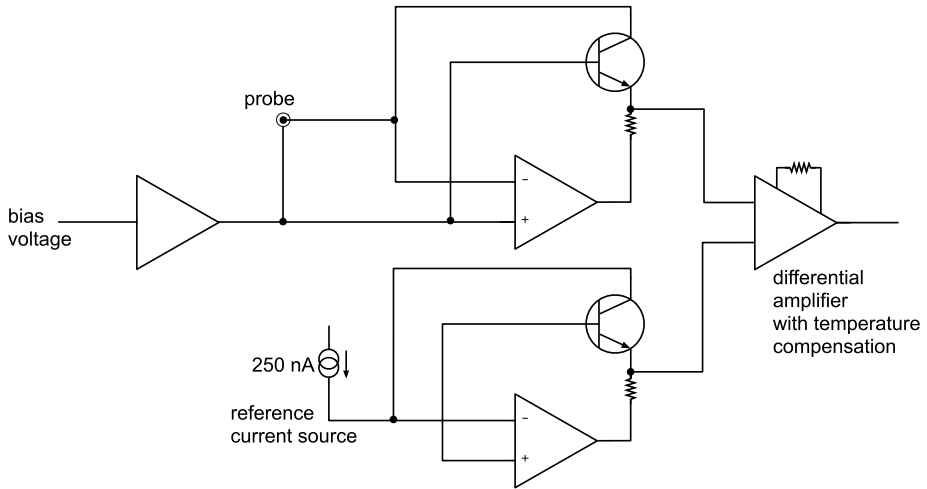 probe
bias
voltage
−
+
differential
amplifier
with temperature
compensation
250 nA
reference
current source
−
+